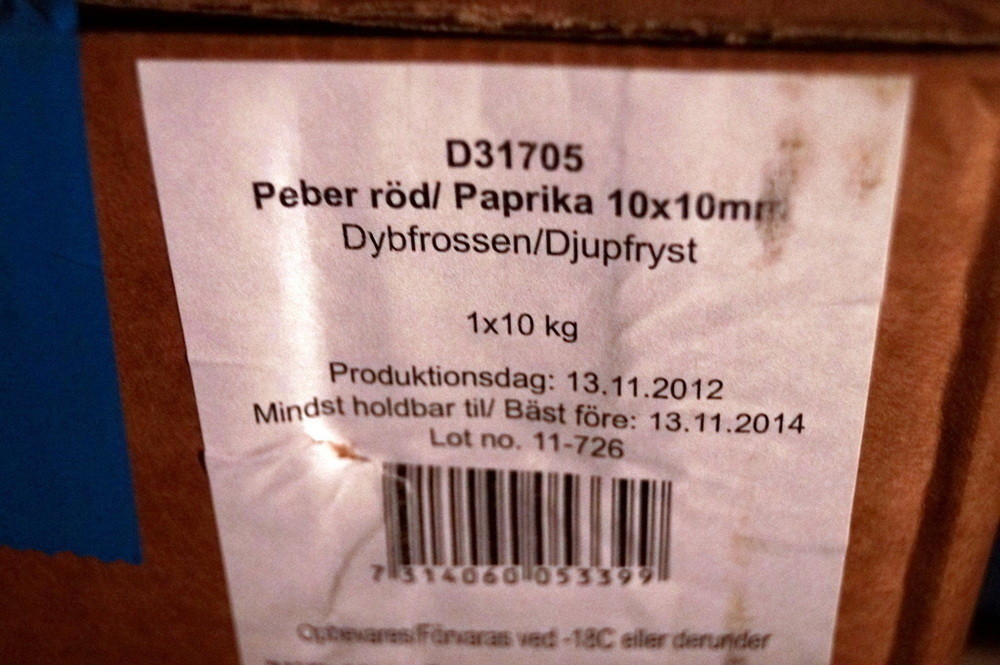 D31705
Peber röd/ Paprika 10x10mm
Dybfrossen/Djupfryst
1x10 kg
Produktionsdag: 13.11.2012
Mindst holdbar til/ Bäst före: 13.11.2014
Lot no. 11-726
7 314060 053399
Opbevares/Förvaras ved -18C eller derunder